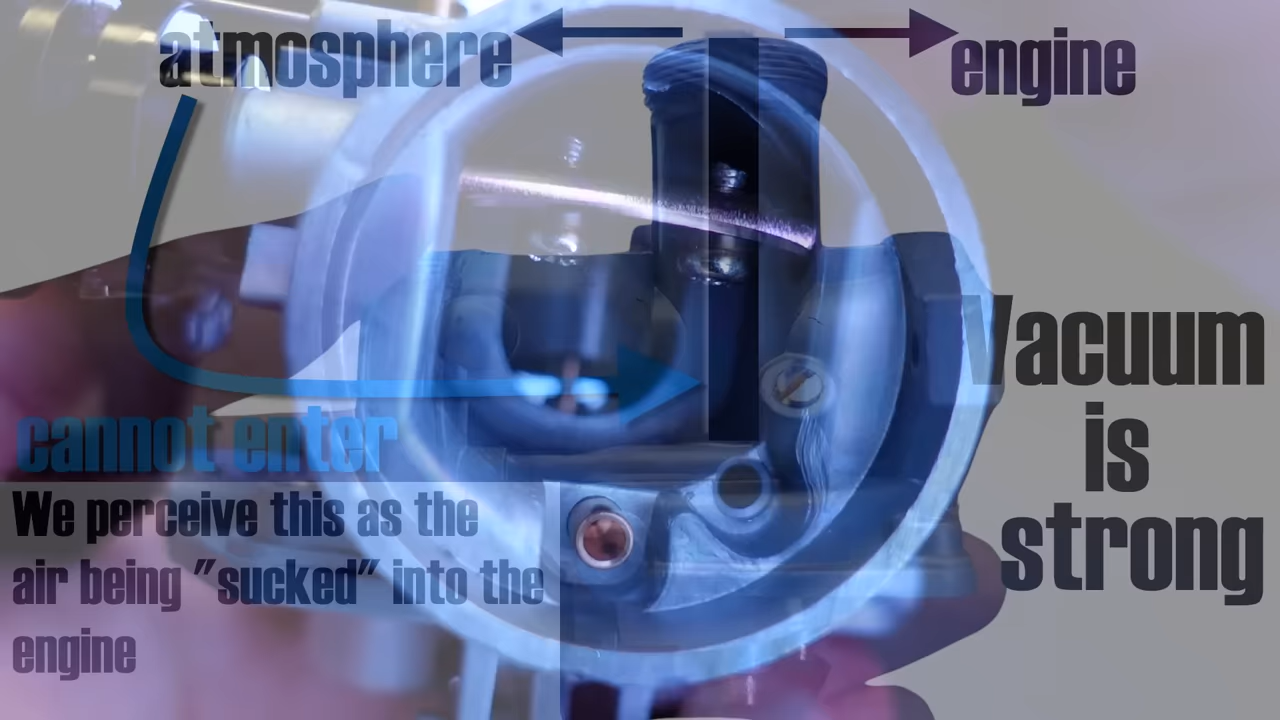 atmosphere
engine
Vacuum
is
strong
cannot enter
We perceive this as the
air being "sucked" into the
engine